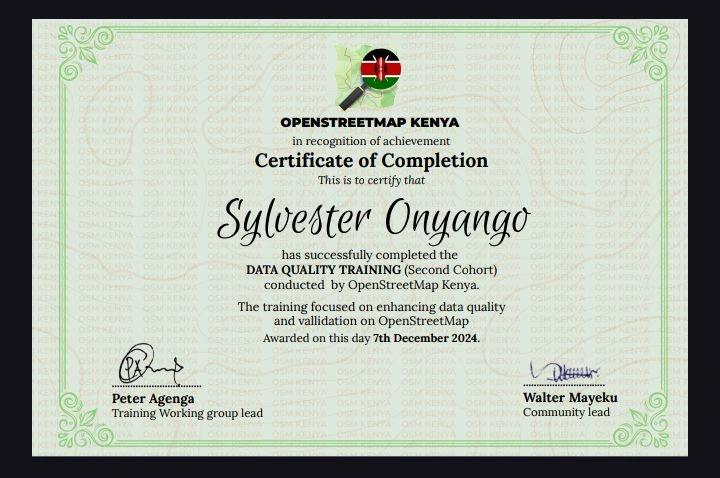 OPENSTREETMAP KENYA
in recognition of achievement
Certificate of Completion
This is to certify that
Sylvester Onyango
has successfully completed the
DATA QUALITY TRAINING (Second Cohort)
conducted by OpenStreetMap Kenya.
The training focused on enhancing data quality
and vallidation on OpenStreetMap
Awarded on this day 7th December 2024.
Peter Agenga
Training Working group lead
Walter Mayeku
Community lead